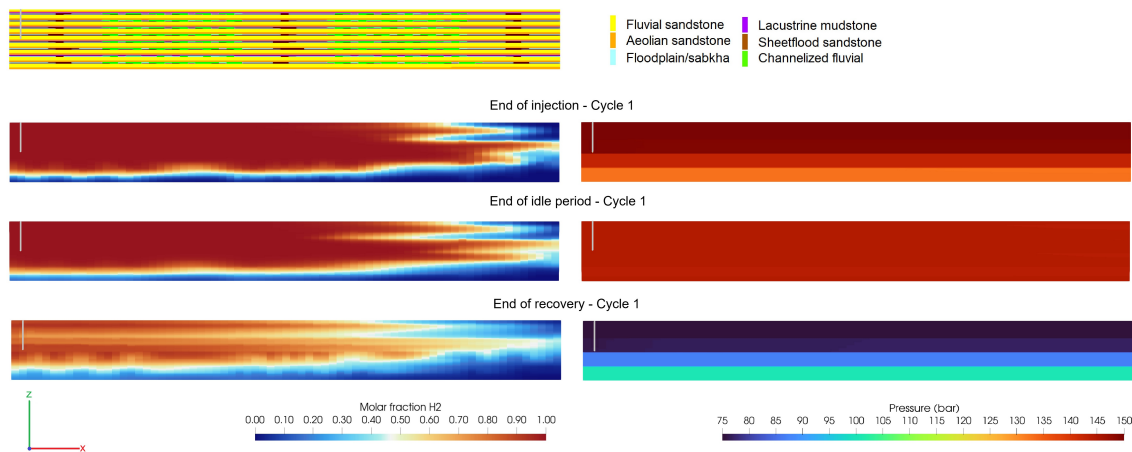 Fluvial sandstone Lacustrine mudstone
Aeolian sandstone Sheetflood sandstone
Floodplain/sabkha Channelized fluvial
End of injection - Cycle 1
End of idle period - Cycle 1
End of recovery - Cycle 1
Z
X
Molar fraction H2
0.00 0.10 0.20 0.30 0.40 0.50 0.60 0.70 0.80 0.90 1.00
Pressure (bar)
75 80 85 90 95 100 105 110 115 120 125 130 135 140 145 150